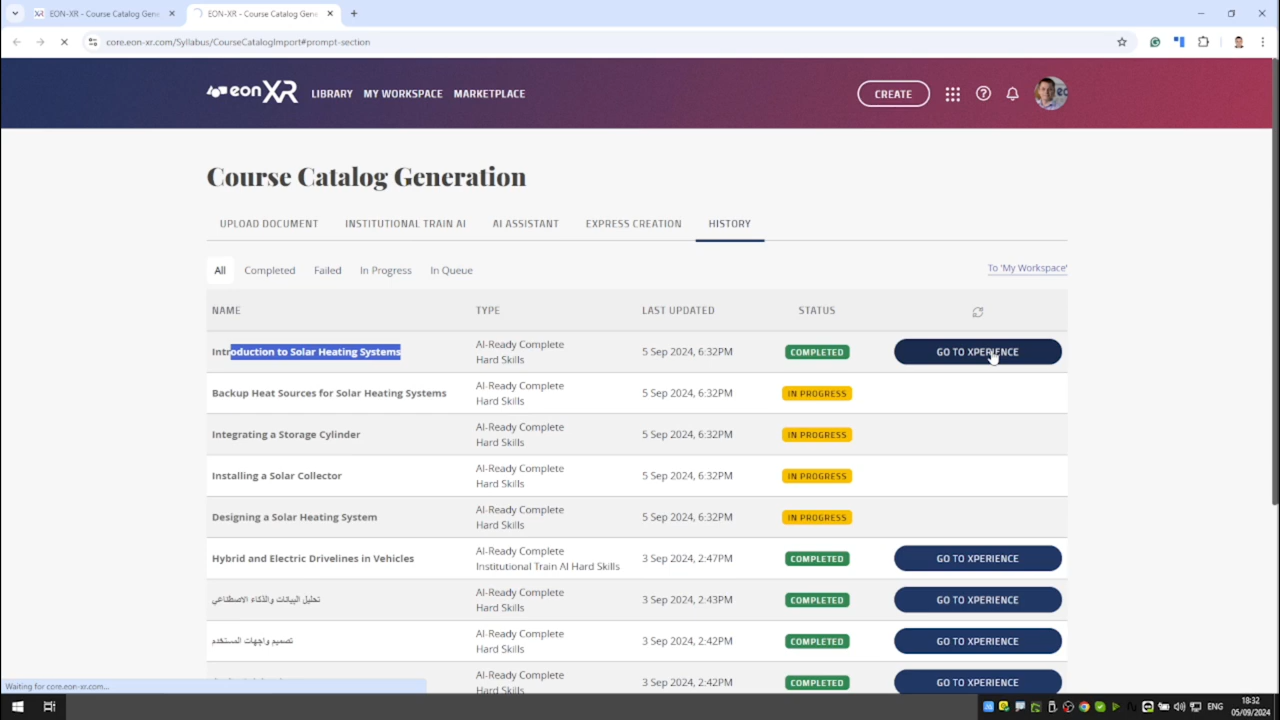 EON-XR - Course Catalog Gene
EON-XR - Course Catalog Gene
core.eon-xr.com/Syllabus/CourseCatalogImport#prompt-section
eon XR
LIBRARY
MY WORKSPACE
MARKETPLACE
CREATE
Course Catalog Generation
UPLOAD DOCUMENT
INSTITUTIONAL TRAIN AI
AI ASSISTANT
EXPRESS CREATION
HISTORY
All
Completed
Failed
In Progress
In Queue
To 'My Workspace'
NAME
TYPE
LAST UPDATED
STATUS
Introduction to Solar Heating Systems
AI-Ready Complete
Hard Skills
5 Sep 2024, 6:32PM
COMPLETED
GO TO XPERIENCE
Backup Heat Sources for Solar Heating Systems
AI-Ready Complete
Hard Skills
5 Sep 2024, 6:32PM
IN PROGRESS
Integrating a Storage Cylinder
AI-Ready Complete
Hard Skills
5 Sep 2024, 6:32PM
IN PROGRESS
Installing a Solar Collector
AI-Ready Complete
Hard Skills
5 Sep 2024, 6:32PM
IN PROGRESS
Designing a Solar Heating System
AI-Ready Complete
Hard Skills
5 Sep 2024, 6:32PM
IN PROGRESS
Hybrid and Electric Drivelines in Vehicles
AI-Ready Complete
Institutional Train AI Hard Skills
3 Sep 2024, 2:47PM
COMPLETED
GO TO XPERIENCE
تحليل البيانات والذكاء الاصطناعي
AI-Ready Complete
Hard Skills
3 Sep 2024, 2:43PM
COMPLETED
GO TO XPERIENCE
تصميم واجهات المستخدم
AI-Ready Complete
Hard Skills
3 Sep 2024, 2:42PM
COMPLETED
GO TO XPERIENCE
AI-Ready Complete
Hard Skills
3 Sep 2024, 2:42PM
COMPLETED
GO TO XPERIENCE
Waiting for core.eon-xr.com...
ENG
18:32
05/09/2024